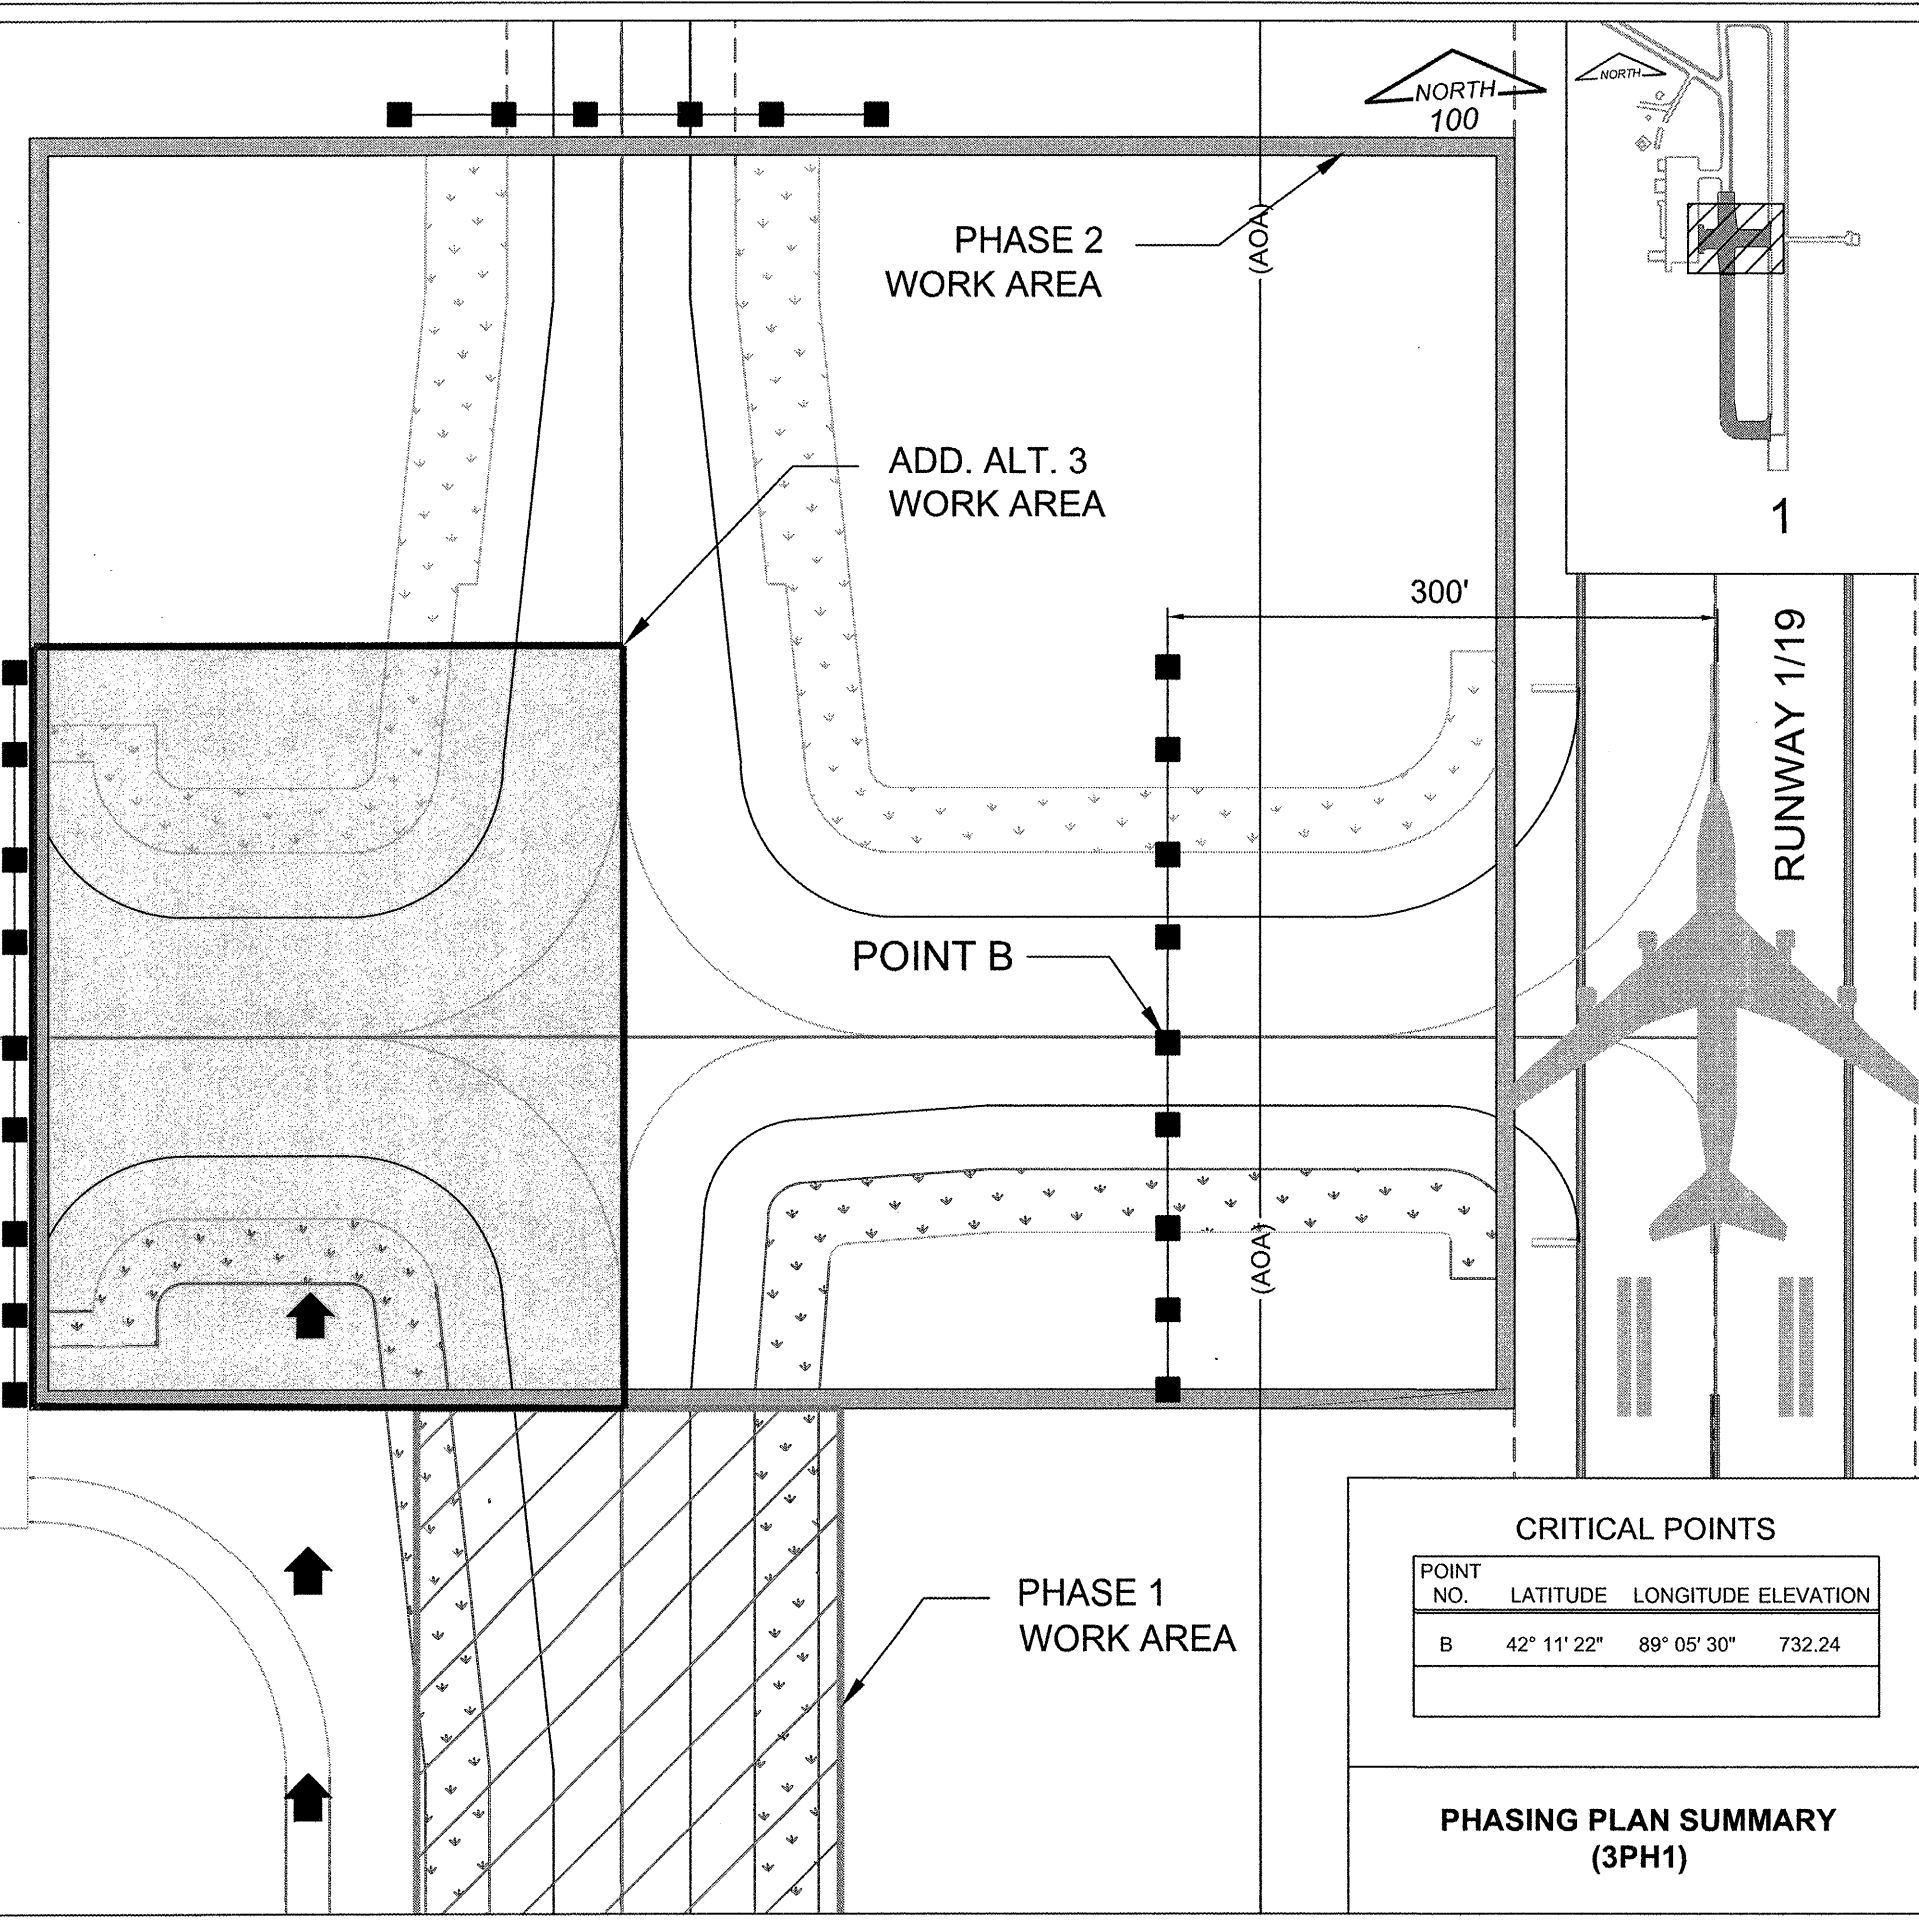 NORTH
100
NORTH
PHASE 2
WORK AREA
(AOA)
ADD. ALT. 3
WORK AREA
1
300'
RUNWAY 1/19
POINT B
(AOA)
PHASE 1
WORK AREA
CRITICAL POINTS
POINT
NO. LATITUDE LONGITUDE ELEVATION
B 42° 11' 22" 89° 05' 30" 732.24
PHASING PLAN SUMMARY
(3PH1)